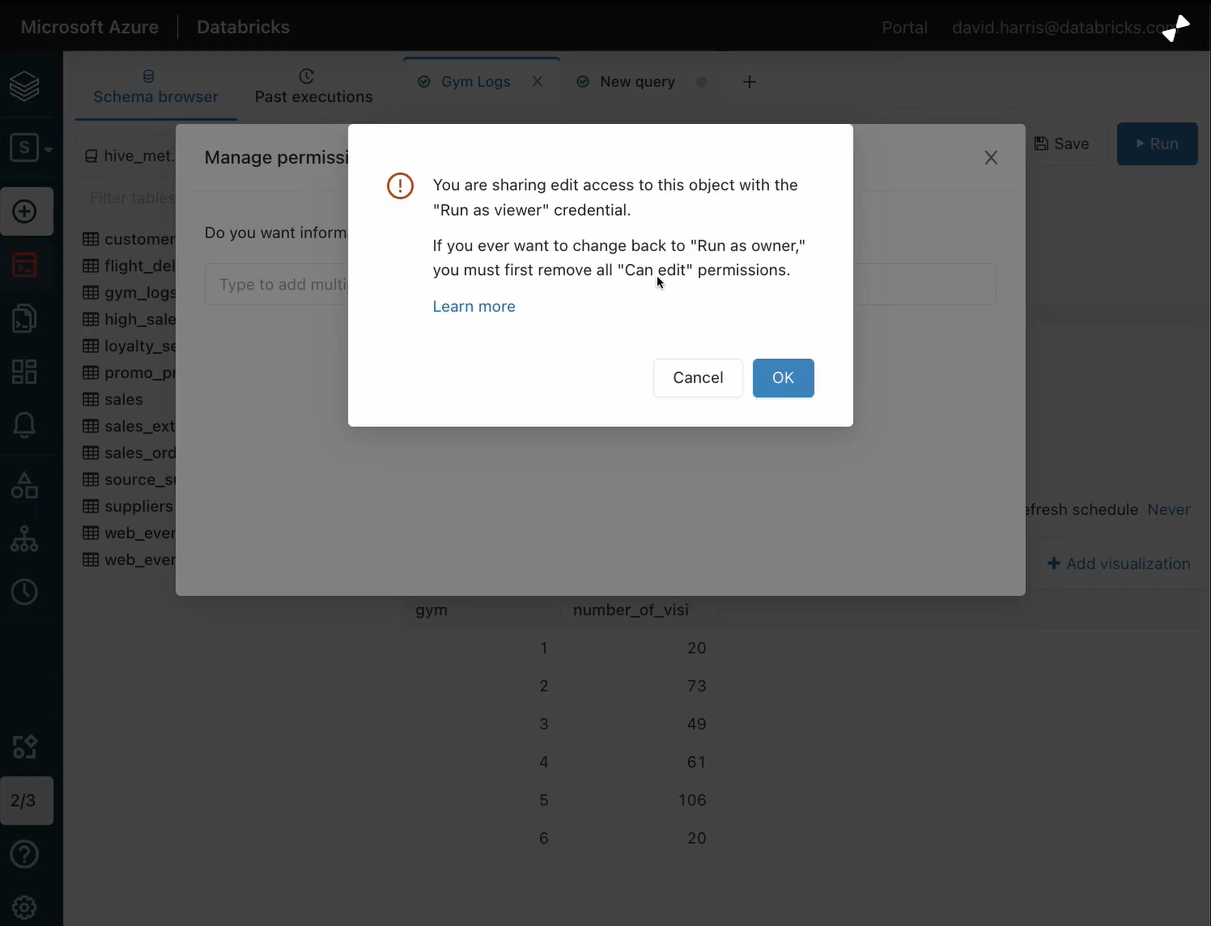 Microsoft Azure
Databricks
Portal
david.harris@databricks.com
Schema browser
Past executions
Gym Logs
New query
S
hive_met.
Filter tables
customer
flight_del
gym_logs
high_sale
loyalty_se
promo_pr
sales
sales_ext
sales_ord
source_su
suppliers
web_ever
web_ever
2/3
Save
Run
Manage permissi
Do you want informa
Type to add multi
You are sharing edit access to this object with the
"Run as viewer" credential.
If you ever want to change back to "Run as owner,"
you must first remove all "Can edit" permissions.
Learn more
Cancel
OK
efresh schedule Never
Add visualization
gym number_of_visi
1 20
2 73
3 49
4 61
5 106
6 20